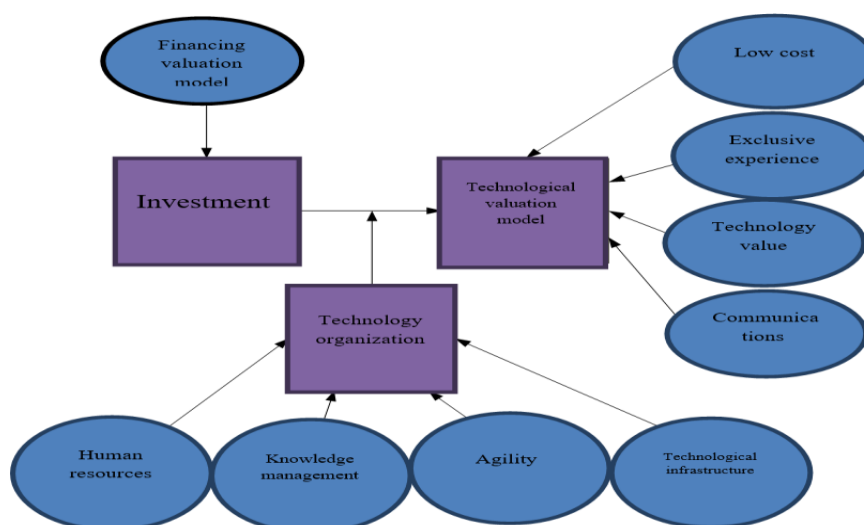 Financing
valuation
model
Low cost
Exclusive
experience
Investment
Technological
valuation
model
Technology
value
Communica
tions
Technology
organization
Human
resources
Knowledge
management
Agility
Technological
infrastructure